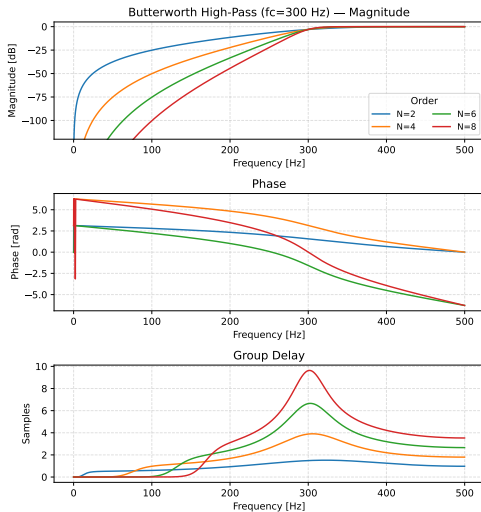 Butterworth High-Pass (fc=300 Hz) — Magnitude
0
−25
−50
−75
−100
Magnitude [dB]
Order
N=2 N=6
N=4 N=8
0 100 200 300 400 500
Frequency [Hz]
Phase
5.0
2.5
0.0
−2.5
−5.0
Phase [rad]
0 100 200 300 400 500
Frequency [Hz]
Group Delay
10
8
6
4
2
0
Samples
0 100 200 300 400 500
Frequency [Hz]